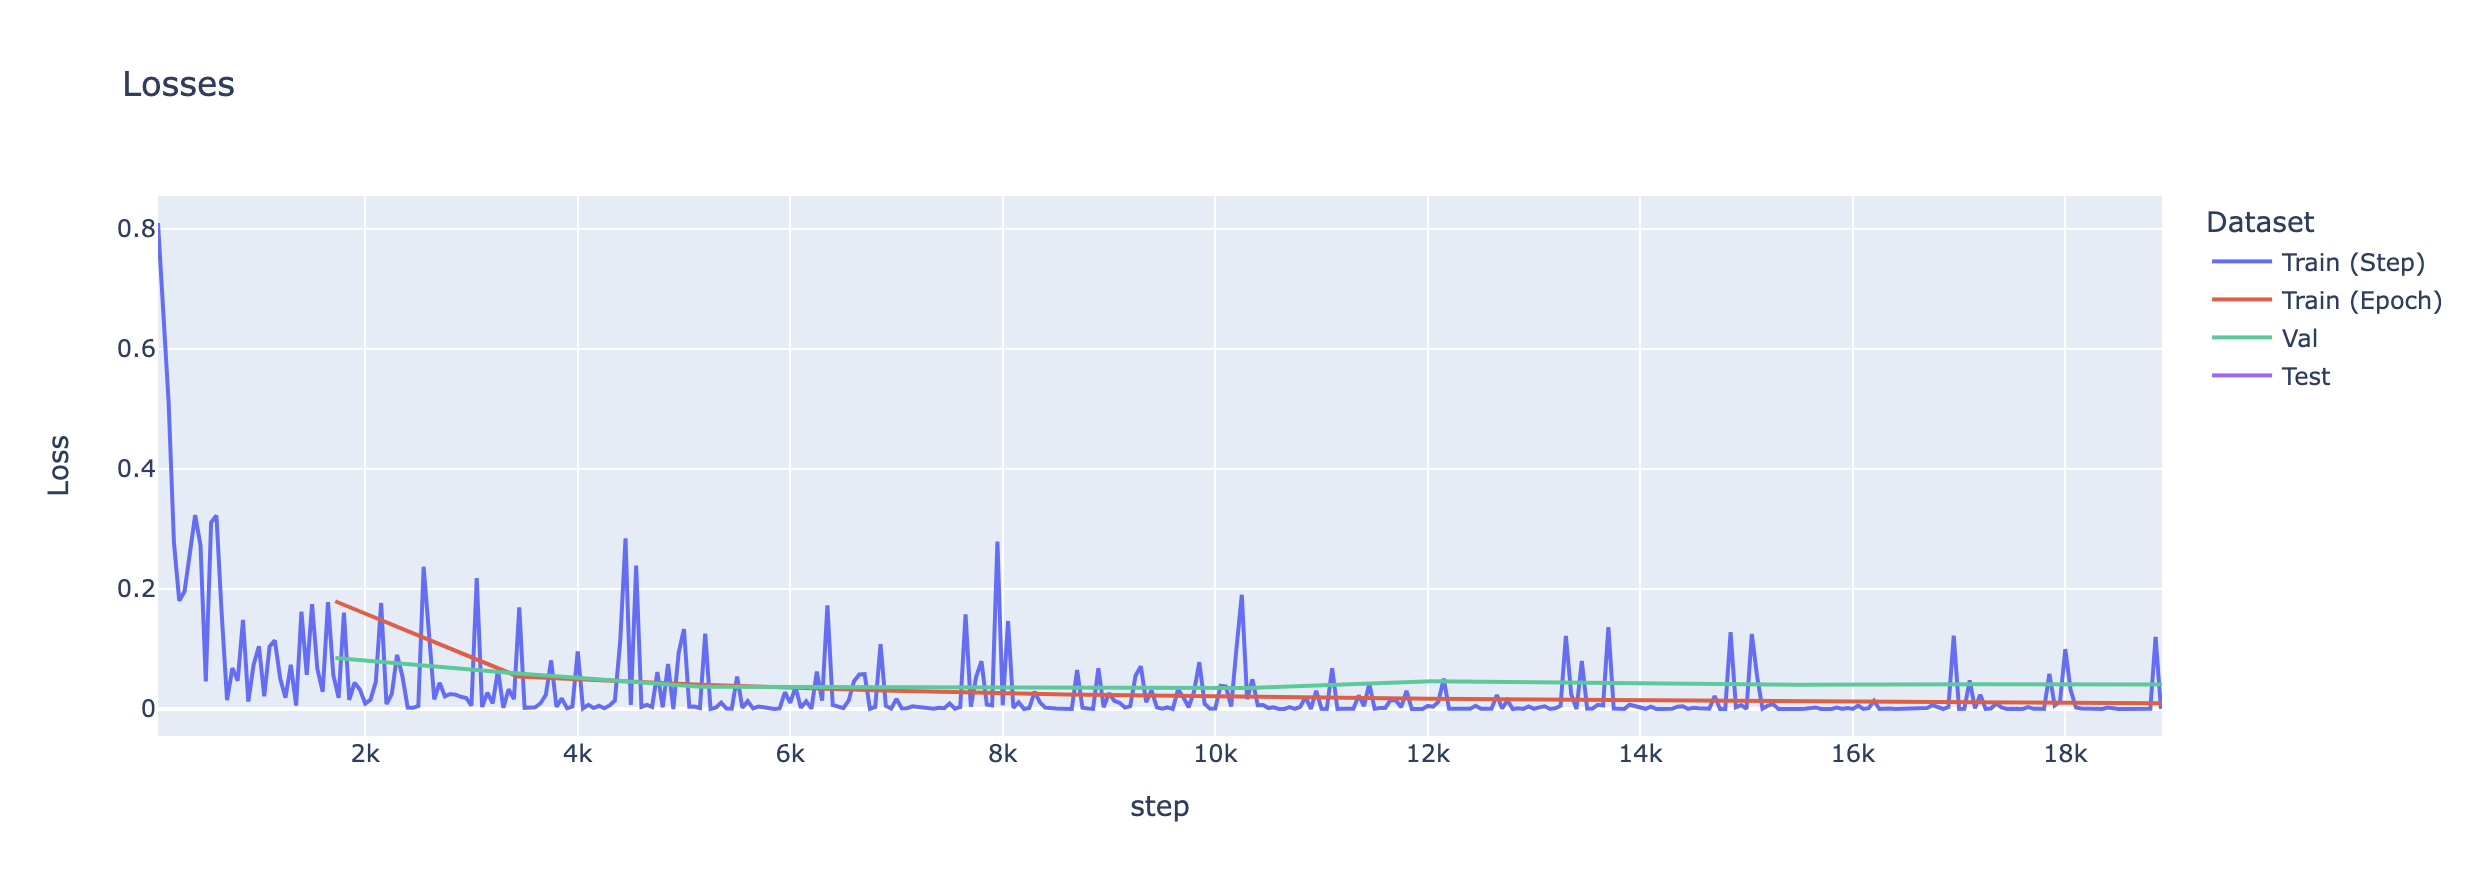 Losses
Dataset
Train (Step)
Train (Epoch)
Val
Test
Loss
0.8
0.6
0.4
0.2
0
2k 4k 6k 8k 10k 12k 14k 16k 18k
step